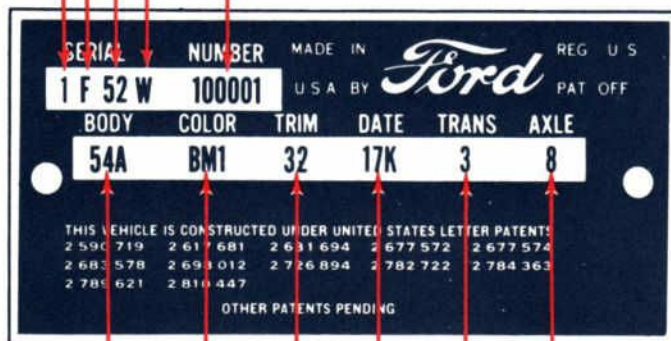 SERIAL NUMBER MADE IN Ford REG U S
1 F 52 W 100001 U S A BY PAT OFF
BODY COLOR TRIM DATE TRANS AXLE
54A BM1 32 17K 3 8
THIS VEHICLE IS CONSTRUCTED UNDER UNITED STATES LETTER PATENTS
2 590 719 2 617 681 2 631 694 2 677 572 2 677 574
2 683 578 2 698 012 2 726 894 2 782 722 2 784 363
2 789 621 2 810 447
OTHER PATENTS PENDING